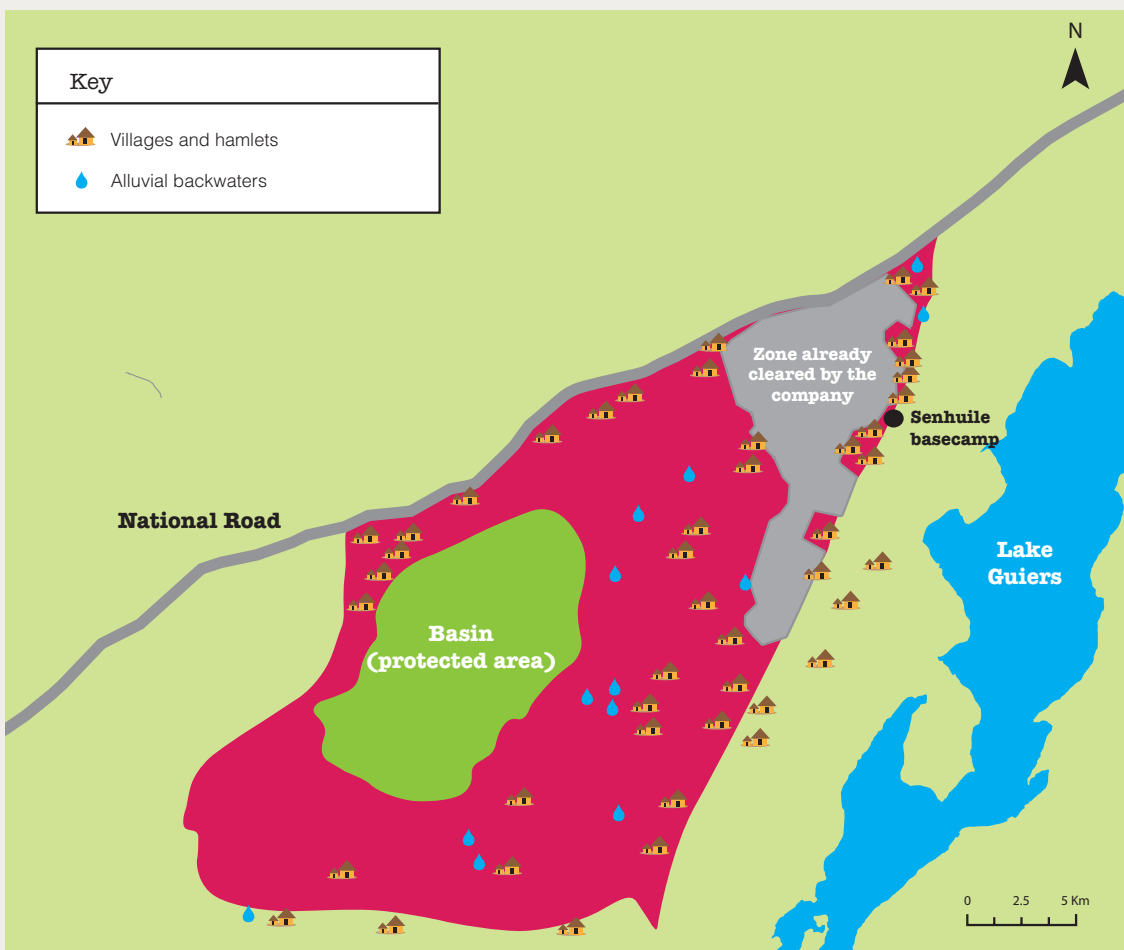 N
Key
Villages and hamlets
Alluvial backwaters
Zone already
cleared by the
company
Senhuile
basecamp
National Road
Lake
Guiers
Basin
(protected area)
0 2.5 5 Km